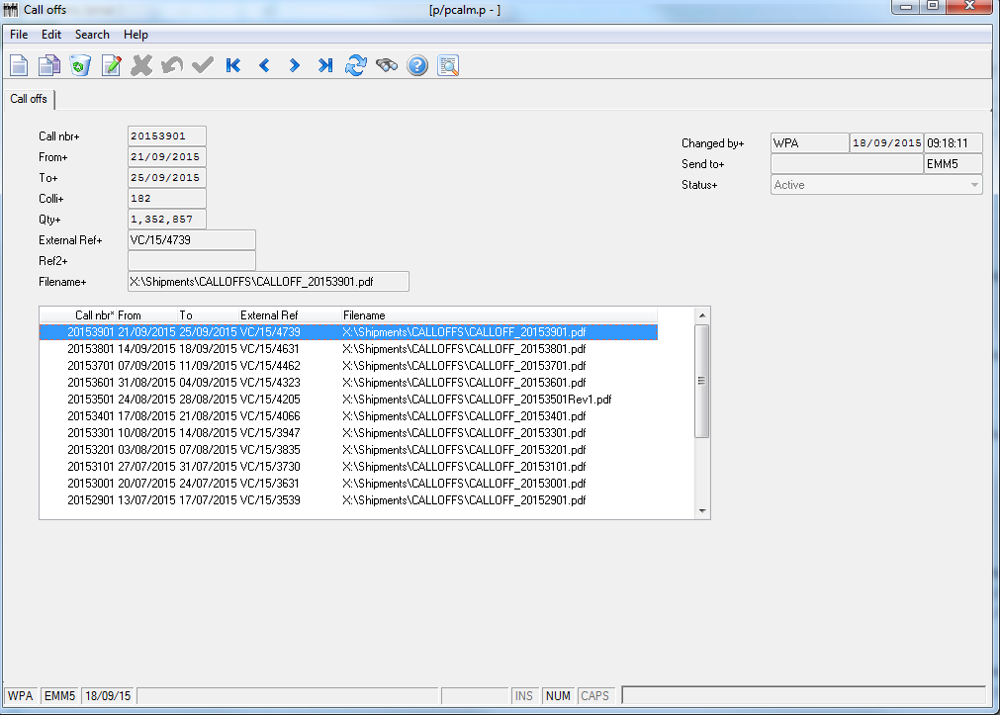 Call offs [p/pcalm.p - ]
File Edit Search Help
Call offs
Call nbr+ 20153901
From+ 21/09/2015
To+ 25/09/2015
Colli+ 182
Qty+ 1,352,857
External Ref+ VC/15/4739
Ref2+
Filename+ X:\Shipments\CALLOFFS\CALLOFF_20153901.pdf
Changed by+ WPA 18/09/2015 09:18:11
Send to+ EMM5
Status+ Active
Call nbr* From To External Ref Filename
20153901 21/09/2015 25/09/2015 VC/15/4739 X:\Shipments\CALLOFFS\CALLOFF_20153901.pdf
20153801 14/09/2015 18/09/2015 VC/15/4631 X:\Shipments\CALLOFFS\CALLOFF_20153801.pdf
20153701 07/09/2015 11/09/2015 VC/15/4462 X:\Shipments\CALLOFFS\CALLOFF_20153701.pdf
20153601 31/08/2015 04/09/2015 VC/15/4323 X:\Shipments\CALLOFFS\CALLOFF_20153601.pdf
20153501 24/08/2015 28/08/2015 VC/15/4205 X:\Shipments\CALLOFFS\CALLOFF_20153501Rev1.pdf
20153401 17/08/2015 21/08/2015 VC/15/4066 X:\Shipments\CALLOFFS\CALLOFF_20153401.pdf
20153301 10/08/2015 14/08/2015 VC/15/3947 X:\Shipments\CALLOFFS\CALLOFF_20153301.pdf
20153201 03/08/2015 07/08/2015 VC/15/3835 X:\Shipments\CALLOFFS\CALLOFF_20153201.pdf
20153101 27/07/2015 31/07/2015 VC/15/3730 X:\Shipments\CALLOFFS\CALLOFF_20153101.pdf
20153001 20/07/2015 24/07/2015 VC/15/3631 X:\Shipments\CALLOFFS\CALLOFF_20153001.pdf
20152901 13/07/2015 17/07/2015 VC/15/3539 X:\Shipments\CALLOFFS\CALLOFF_20152901.pdf
WPA EMM5 18/09/15 INS NUM CAPS